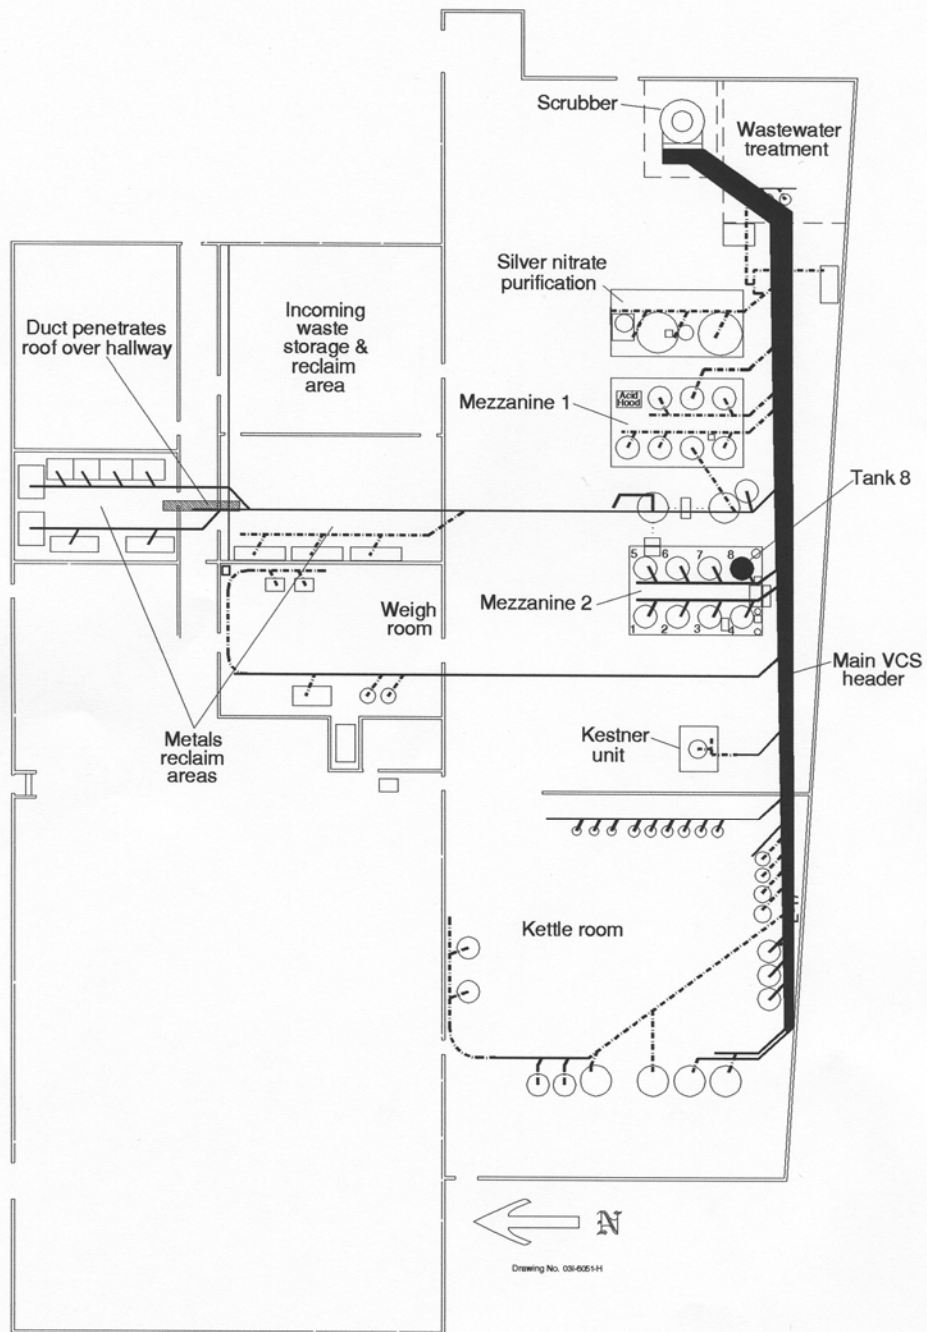 Scrubber
Wastewater
treatment
Silver nitrate
purification
Incoming
waste
storage &
reclaim
area
Duct penetrates
roof over hallway
Mezzanine 1
Acid
Hood
Tank 8
5 6 7 8
Mezzanine 2
1 2 3 4
Weigh
room
Main VCS
header
Metals
reclaim
areas
Kestner
unit
Kettle room
N
Drawing No. 03I-6051-H